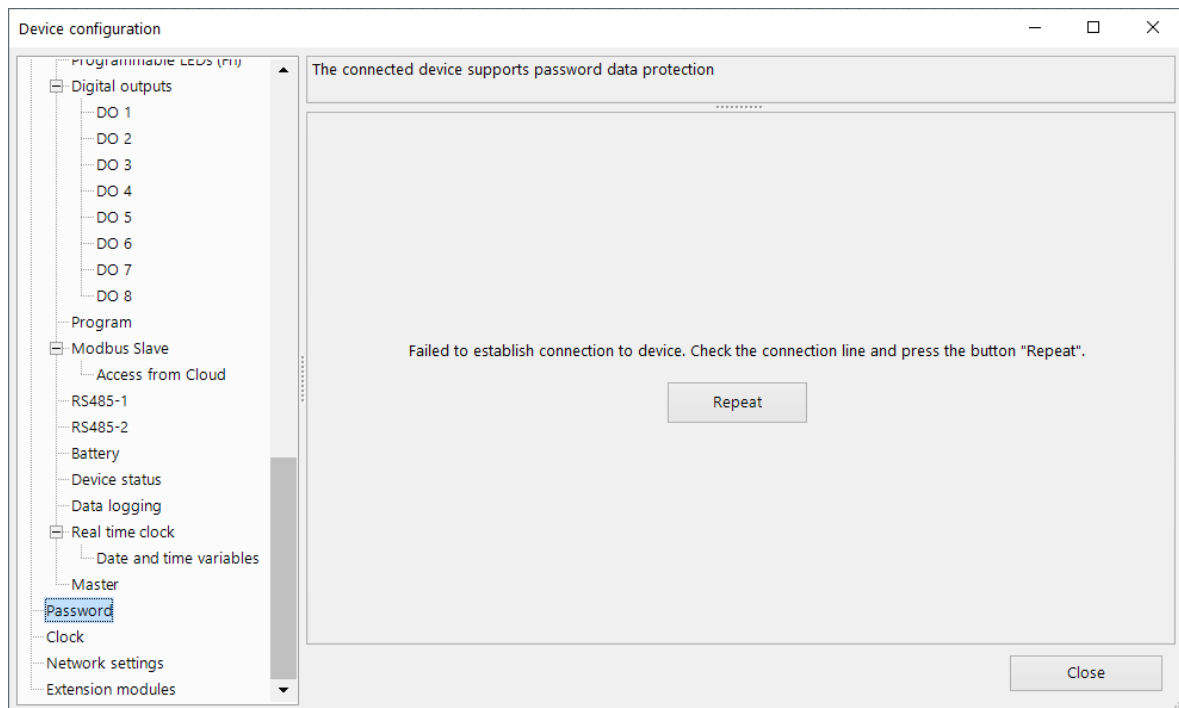 Device configuration
Programmable LEDs (Fn)
Digital outputs
DO 1
DO 2
DO 3
DO 4
DO 5
DO 6
DO 7
DO 8
Program
Modbus Slave
Access from Cloud
RS485-1
RS485-2
Battery
Device status
Data logging
Real time clock
Date and time variables
Master
Password
Clock
Network settings
Extension modules
The connected device supports password data protection
Failed to establish connection to device. Check the connection line and press the button "Repeat".
Repeat
Close